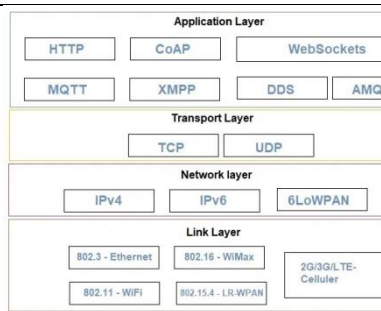 Application Layer
HTTP CoAP WebSockets
MQTT XMPP DDS AMQ
Transport Layer
TCP UDP
Network layer
IPv4 IPv6 6LoWPAN
Link Layer
802.3 - Ethernet 802.16 - WiMax
2G/3G/LTE-
Celluler
802.11 - WiFi 802.15.4 - LR-WPAN